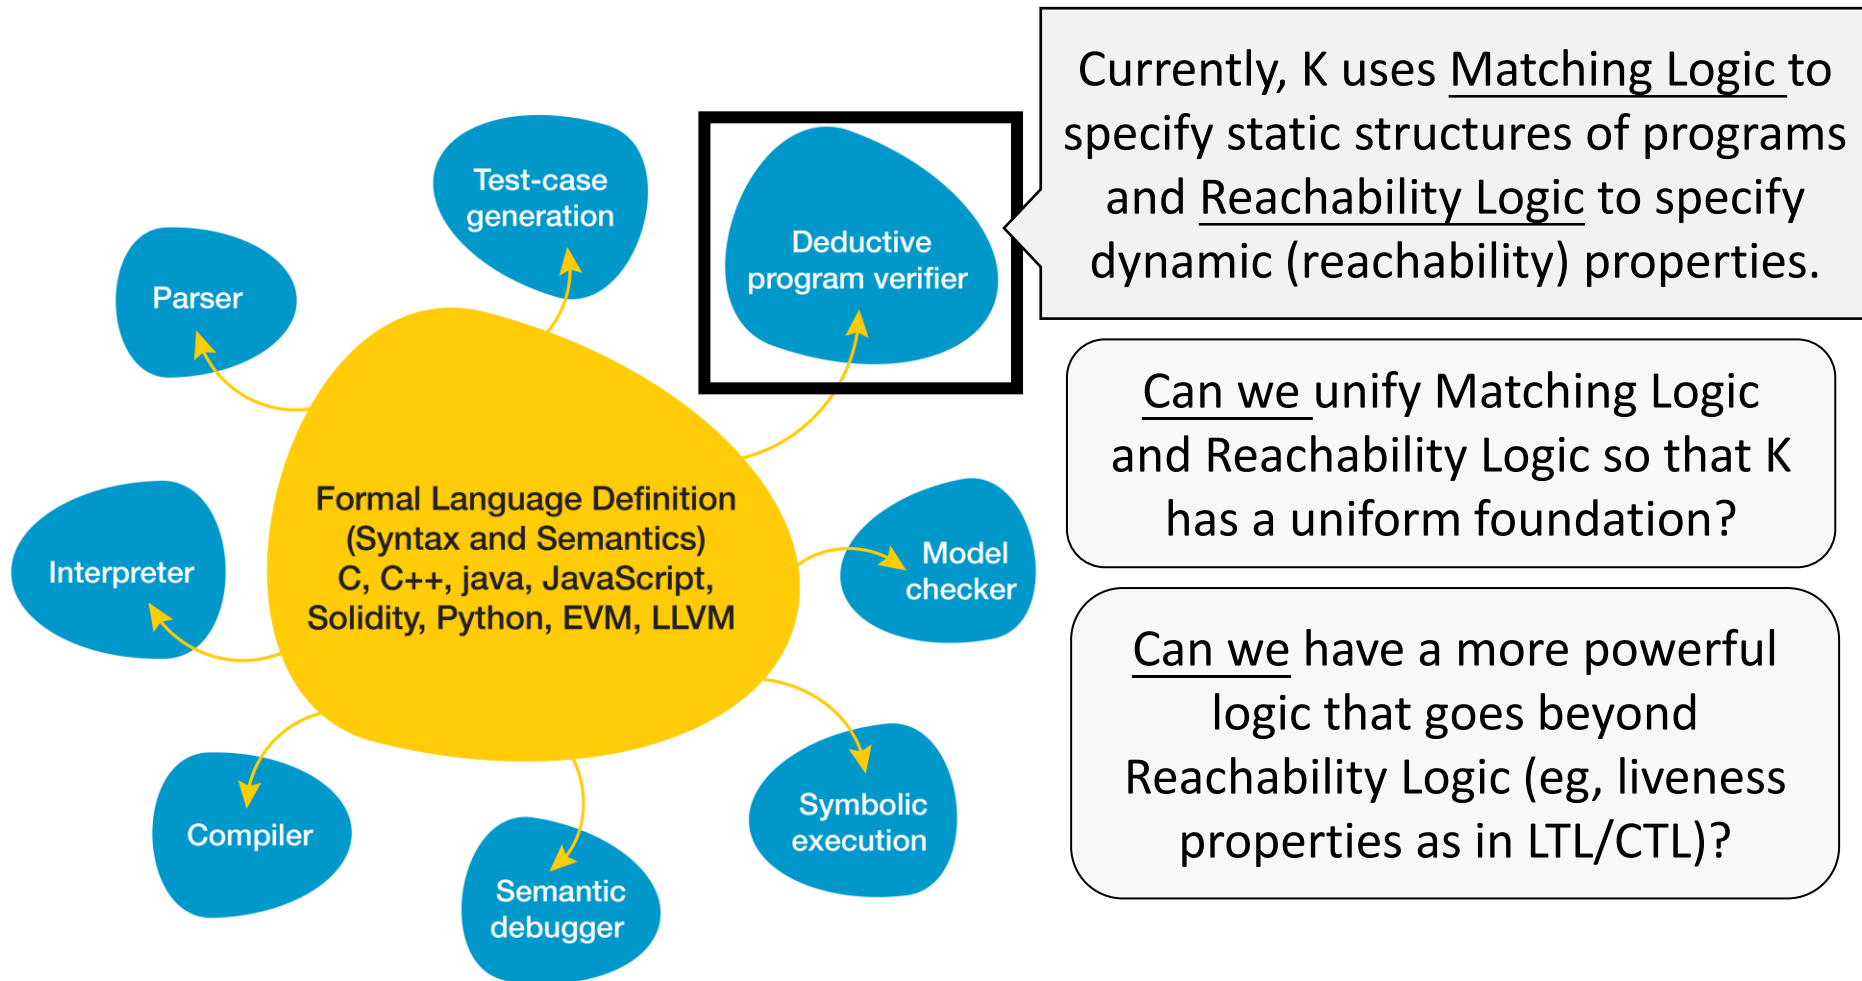 Test-case
generation
Deductive
program verifier
Parser
Formal Language Definition
(Syntax and Semantics)
C, C++, java, JavaScript,
Solidity, Python, EVM, LLVM
Interpreter
Model
checker
Compiler
Semantic
debugger
Symbolic
execution
Currently, K uses Matching Logic to
specify static structures of programs
and Reachability Logic to specify
dynamic (reachability) properties.
Can we unify Matching Logic
and Reachability Logic so that K
has a uniform foundation?
Can we have a more powerful
logic that goes beyond
Reachability Logic (eg, liveness
properties as in LTL/CTL)?